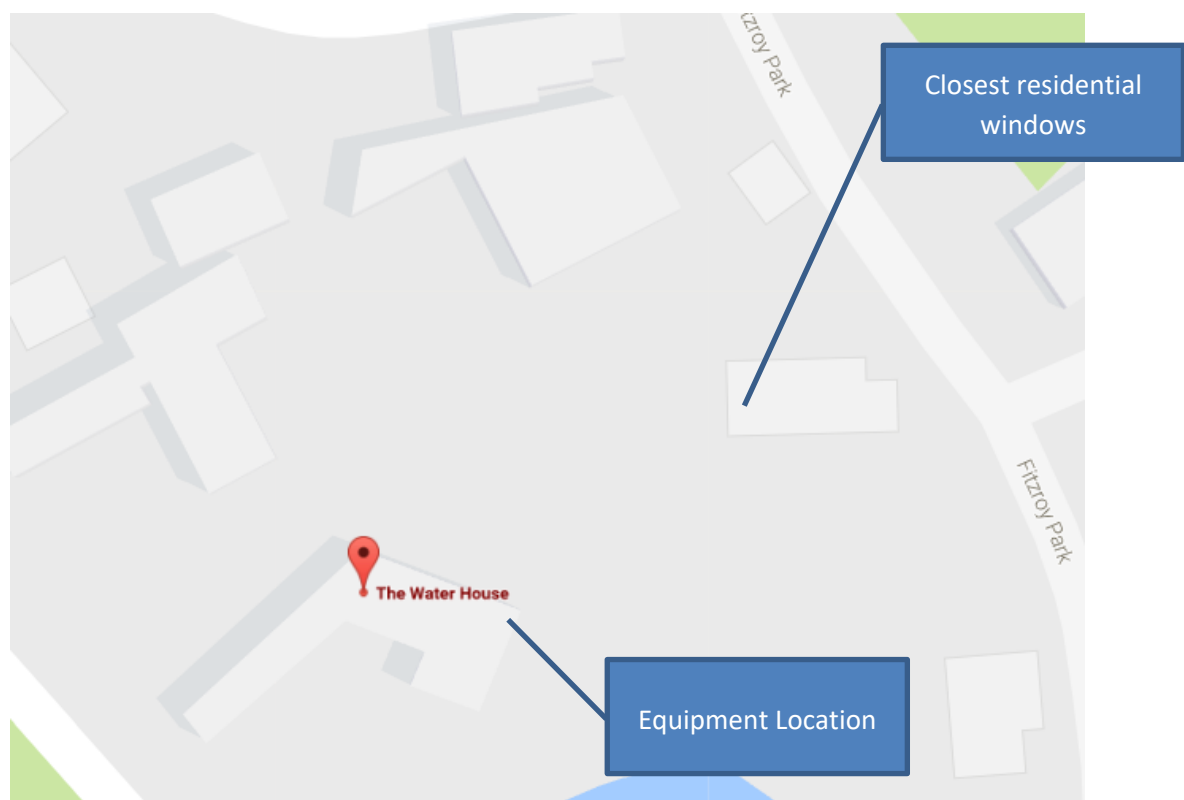 Fitzroy Park
Closest residential
windows
Fitzroy Park
The Water House
Equipment Location